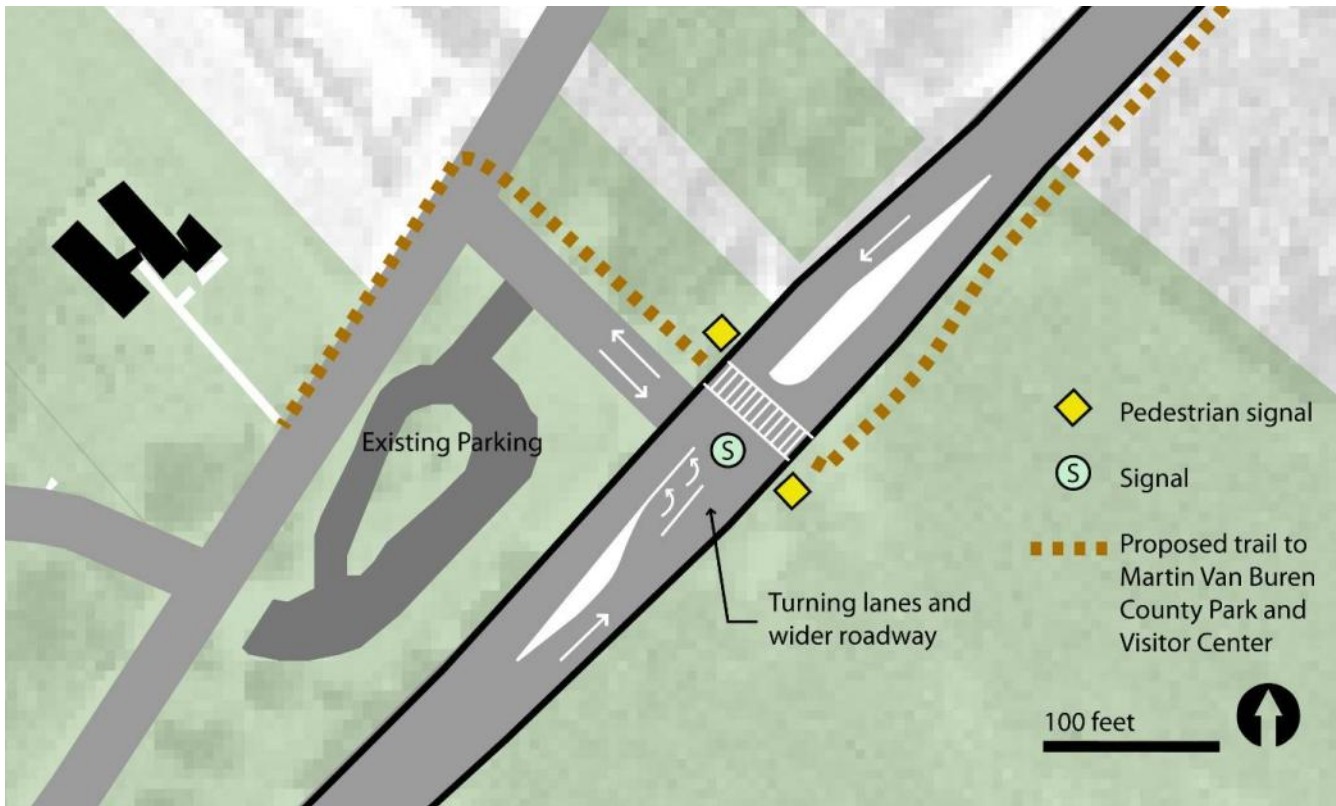 Existing Parking
S
Turning lanes and
wider roadway
Pedestrian signal
S
Signal
Proposed trail to
Martin Van Buren
County Park and
Visitor Center
100 feet